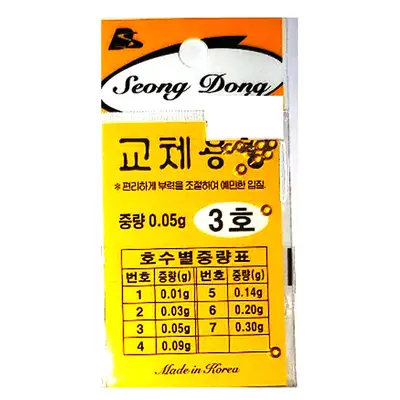 Seong Dong
교체용
*편리하게 부력을 조절하여 예민한 입질.
중량 0.05g 3호
호수별중량표
번호 중량(g) 번호 중량(g)
1 0.01g 5 0.14g
2 0.03g 6 0.20g
3 0.05g 7 0.30g
4 0.09g
Made in Korea